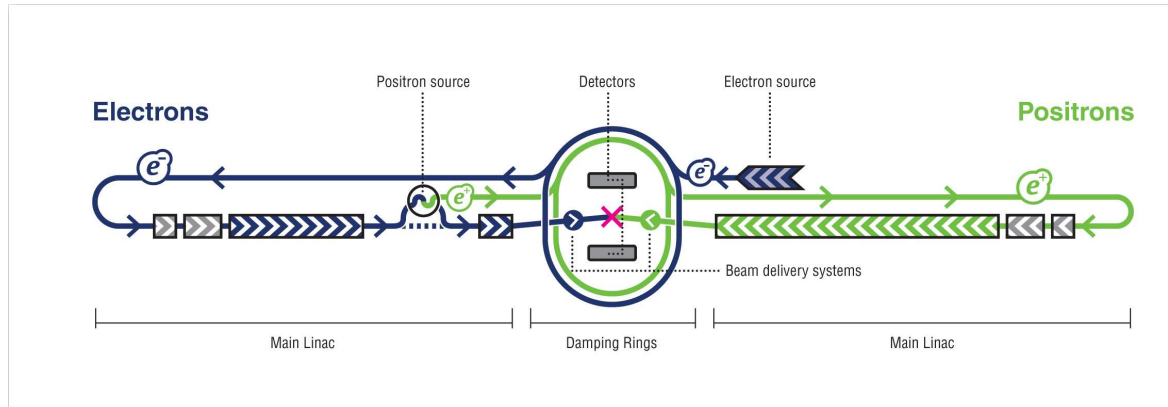 Positron source
Detectors
Electron source
Electrons
Positrons
e-
e-
e+
e+
Beam delivery systems
Main Linac
Damping Rings
Main Linac